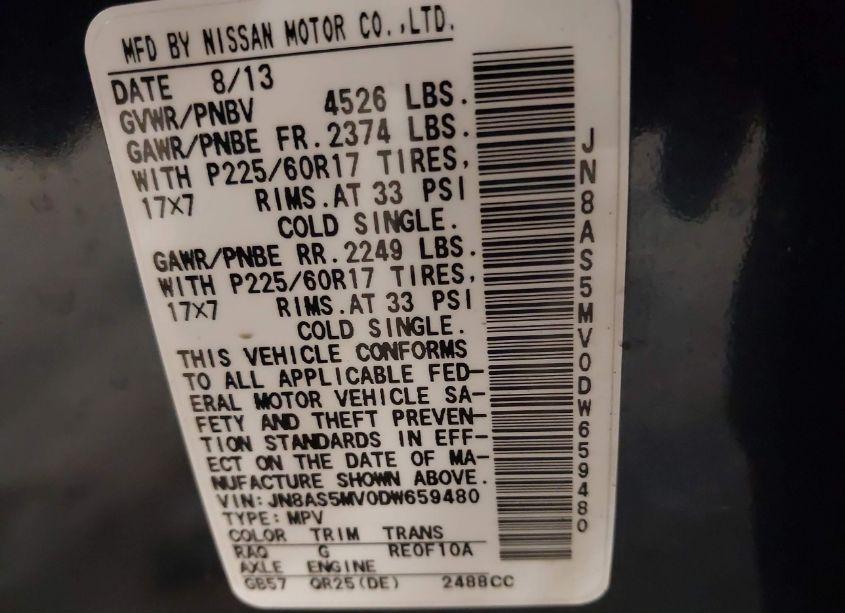 MFD BY NISSAN MOTOR CO.,LTD.
DATE 8/13
GVWR/PNBV 4526 LBS.
GAWR/PNBE FR. 2374 LBS.
WITH P225/60R17 TIRES,
17X7 RIMS. AT 33 PSI
COLD SINGLE.
GAWR/PNBE RR. 2249 LBS.
WITH P225/60R17 TIRES,
17X7 RIMS. AT 33 PSI
COLD SINGLE.
THIS VEHICLE CONFORMS
TO ALL APPLICABLE FED-
ERAL MOTOR VEHICLE SA-
FETY AND THEFT PREVEN-
TION STANDARDS IN EFF-
ECT ON THE DATE OF MA-
NUFACTURE SHOWN ABOVE.
VIN: JN8AS5MV0DW659480
TYPE: MPV
COLOR TRIM TRANS
RAQ G RE0F10A
AXLE ENGINE
GB57 QR25(DE) 2488CC
JN8AS5MV0DW659480